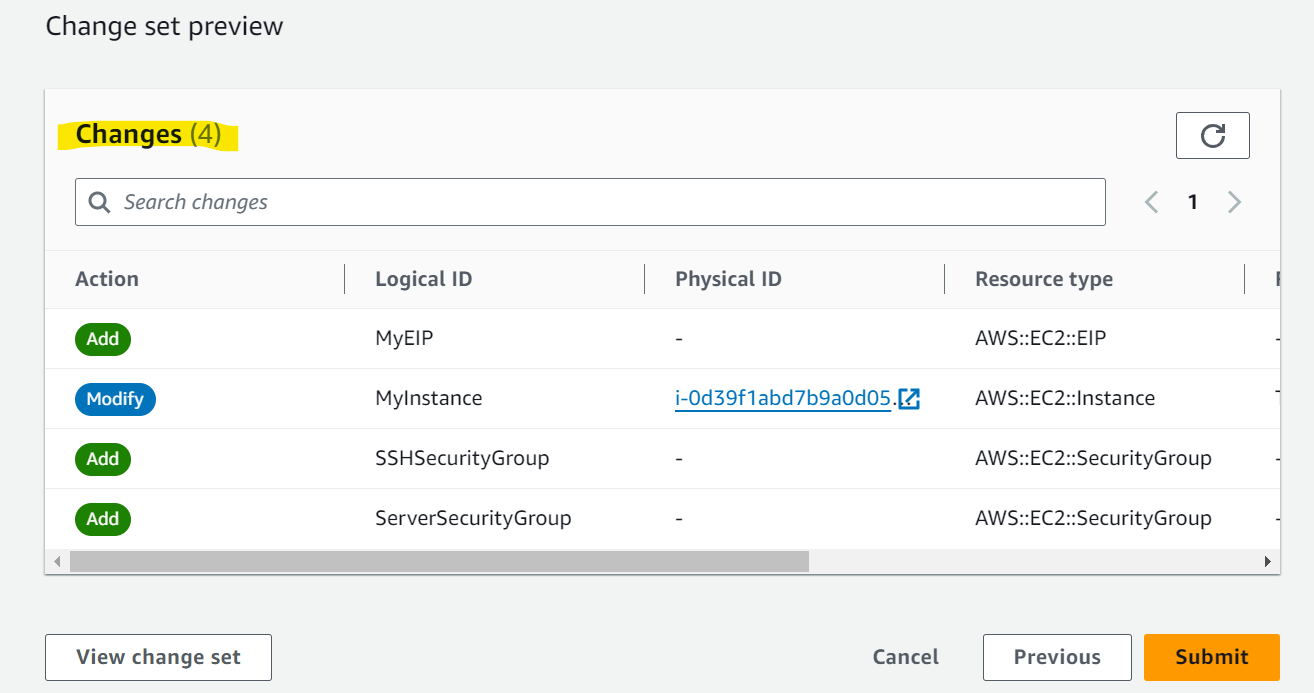 Change set preview
Changes (4)
Search changes
1
Action Logical ID Physical ID Resource type
Add MyEIP - AWS::EC2::EIP -
Modify MyInstance i-0d39f1abd7b9a0d05. AWS::EC2::Instance
Add SSHSecurityGroup - AWS::EC2::SecurityGroup -
Add ServerSecurityGroup - AWS::EC2::SecurityGroup -
View change set Cancel Previous Submit